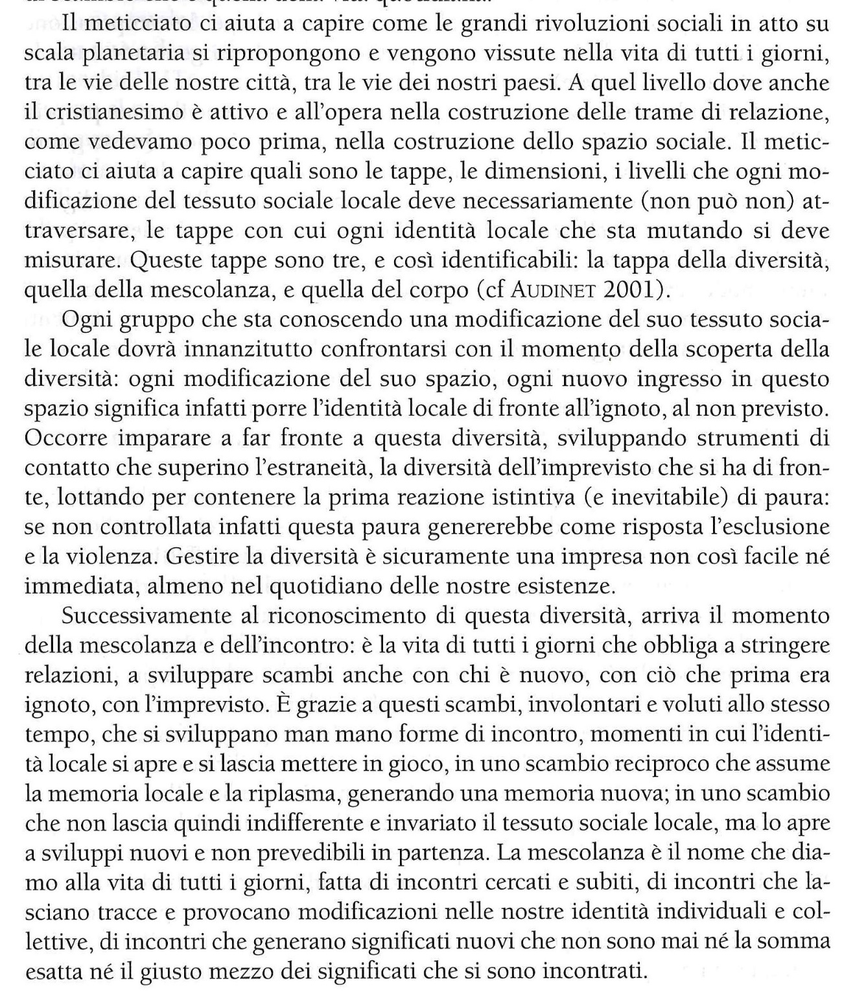 Il meticciato ci aiuta a capire come le grandi rivoluzioni sociali in atto su
scala planetaria si ripropongono e vengono vissute nella vita di tutti i giorni,
tra le vie delle nostre città, tra le vie dei nostri paesi. A quel livello dove anche
il cristianesimo è attivo e all'opera nella costruzione delle trame di relazione,
come vedevamo poco prima, nella costruzione dello spazio sociale. Il metic-
ciato ci aiuta a capire quali sono le tappe, le dimensioni, i livelli che ogni mo-
dificazione del tessuto sociale locale deve necessariamente (non può non) at-
traversare, le tappe con cui ogni identità locale che sta mutando si deve
misurare. Queste tappe sono tre, e così identificabili: la tappa della diversità,
quella della mescolanza, e quella del corpo (cf AUDINET 2001).
Ogni gruppo che sta conoscendo una modificazione del suo tessuto socia-
le locale dovrà innanzitutto confrontarsi con il momento della scoperta della
diversità: ogni modificazione del suo spazio, ogni nuovo ingresso in questo
spazio significa infatti porre l'identità locale di fronte all'ignoto, al non previsto.
Occorre imparare a far fronte a questa diversità, sviluppando strumenti di
contatto che superino l'estraneità, la diversità dell'imprevisto che si ha di fron-
te, lottando per contenere la prima reazione istintiva (e inevitabile) di paura:
se non controllata infatti questa paura genererebbe come risposta l'esclusione
e la violenza. Gestire la diversità è sicuramente una impresa non così facile né
immediata, almeno nel quotidiano delle nostre esistenze.
Successivamente al riconoscimento di questa diversità, arriva il momento
della mescolanza e dell'incontro: è la vita di tutti i giorni che obbliga a stringere
relazioni, a sviluppare scambi anche con chi è nuovo, con ciò che prima era
ignoto, con l'imprevisto. È grazie a questi scambi, involontari e voluti allo stesso
tempo, che si sviluppano man mano forme di incontro, momenti in cui l'identi-
tà locale si apre e si lascia mettere in gioco, in uno scambio reciproco che assume
la memoria locale e la riplasma, generando una memoria nuova; in uno scambio
che non lascia quindi indifferente e invariato il tessuto sociale locale, ma lo apre
a sviluppi nuovi e non prevedibili in partenza. La mescolanza è il nome che dia-
mo alla vita di tutti i giorni, fatta di incontri cercati e subiti, di incontri che la-
sciano tracce e provocano modificazioni nelle nostre identità individuali e col-
lettive, di incontri che generano significati nuovi che non sono mai né la somma
esatta né il giusto mezzo dei significati che si sono incontrati.